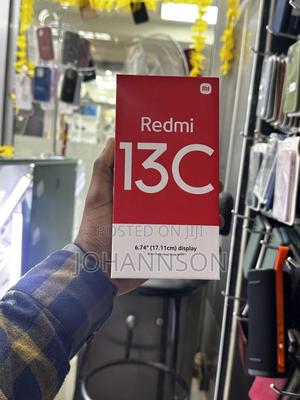 mi
Redmi
13C
POSTED ON JIJI
6.74" (17.11cm) display
JOHANNSON